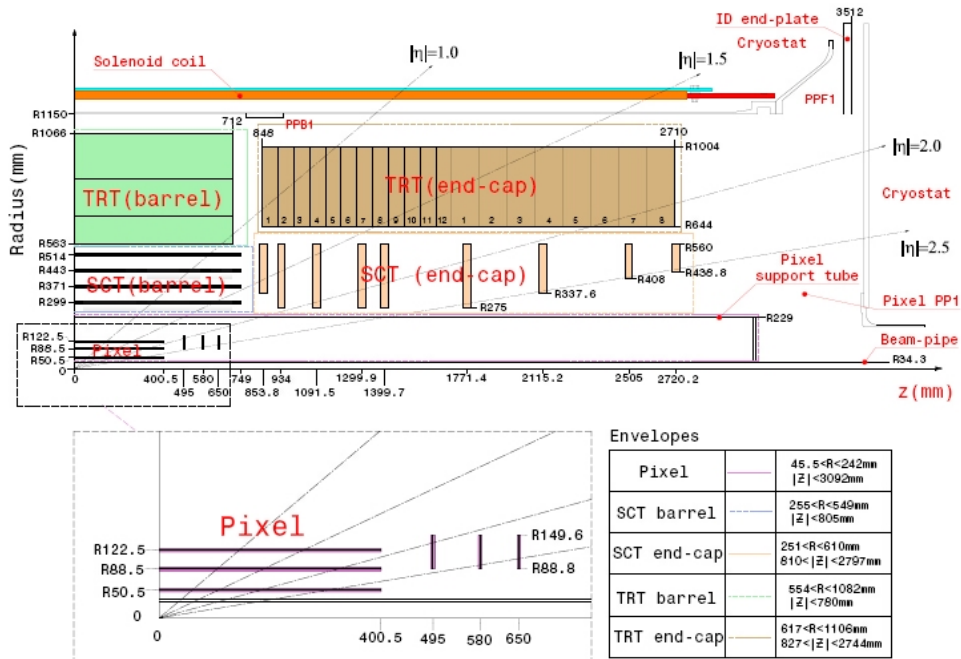 3512
ID end-plate
Cryostat
|η|=1.0
|η|=1.5
Solenoid coil
PPF1
R1150
R1066
712
PPB1
848
2710
R1004
|η|=2.0
Radius(mm)
TRT(barrel)
TRT(end-cap)
Cryostat
1 2 3 4 5 6 7 8 9 10 11 12 1 2 3 4 5 6 7 8
R644
R563
R560
|η|=2.5
R514
R443
SCT (end-cap)
Pixel
support tube
R438.8
R408
R371
SCT(barrel)
R337.6
Pixel PP1
R299
R275
R229
R122.5
R88.5
Pixel
Beam-pipe
R50.5
R34.3
0
0
400.5 580 749 934 1299.9 1771.4 2115.2 2505 2720.2
495 650 853.8 1091.5 1399.7
z(mm)
Envelopes
Pixel
45.5<R<242mm
|Z|<3092mm
SCT barrel
255<R<549mm
|Z|<805mm
SCT end-cap
251<R<610mm
810<|Z|<2797mm
TRT barrel
554<R<1082mm
|Z|<780mm
TRT end-cap
617<R<1106mm
827<|Z|<2744mm
Pixel
R149.6
R122.5
R88.5
R88.8
R50.5
0
0
400.5
495
580
650